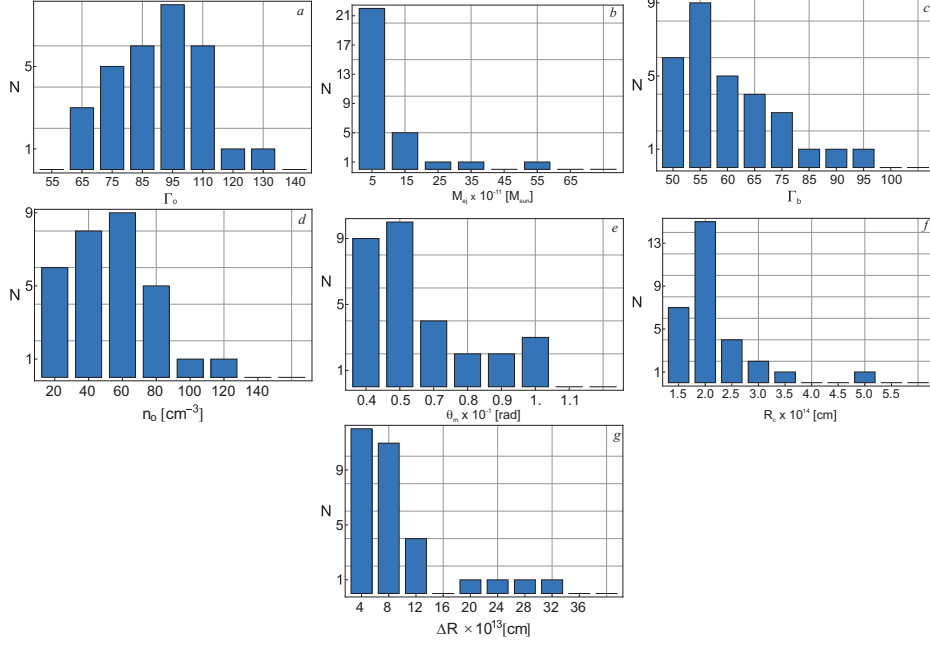 a
N
5
1
55 65 75 85 95 110 120 130 140
Γo
b
N
21
17
13
9
5
1
5 15 25 35 45 55 65
Mej x 10-11 [Msun]
c
N
9
5
1
50 55 60 65 75 85 95 100
Γb
d
N
9
5
1
20 40 60 80 100 120 140
no [cm−3]
e
N
9
5
1
0.4 0.5 0.7 0.8 0.9 1. 1.1
θm x 10-1 [rad]
f
N
13
9
5
1
1.5 2.0 2.5 3.0 3.5 4.0 4.5 5.0 5.5
Rc x 1014 [cm]
g
N
9
5
1
4 8 12 16 20 24 28 32 36
ΔR × 1013[cm]